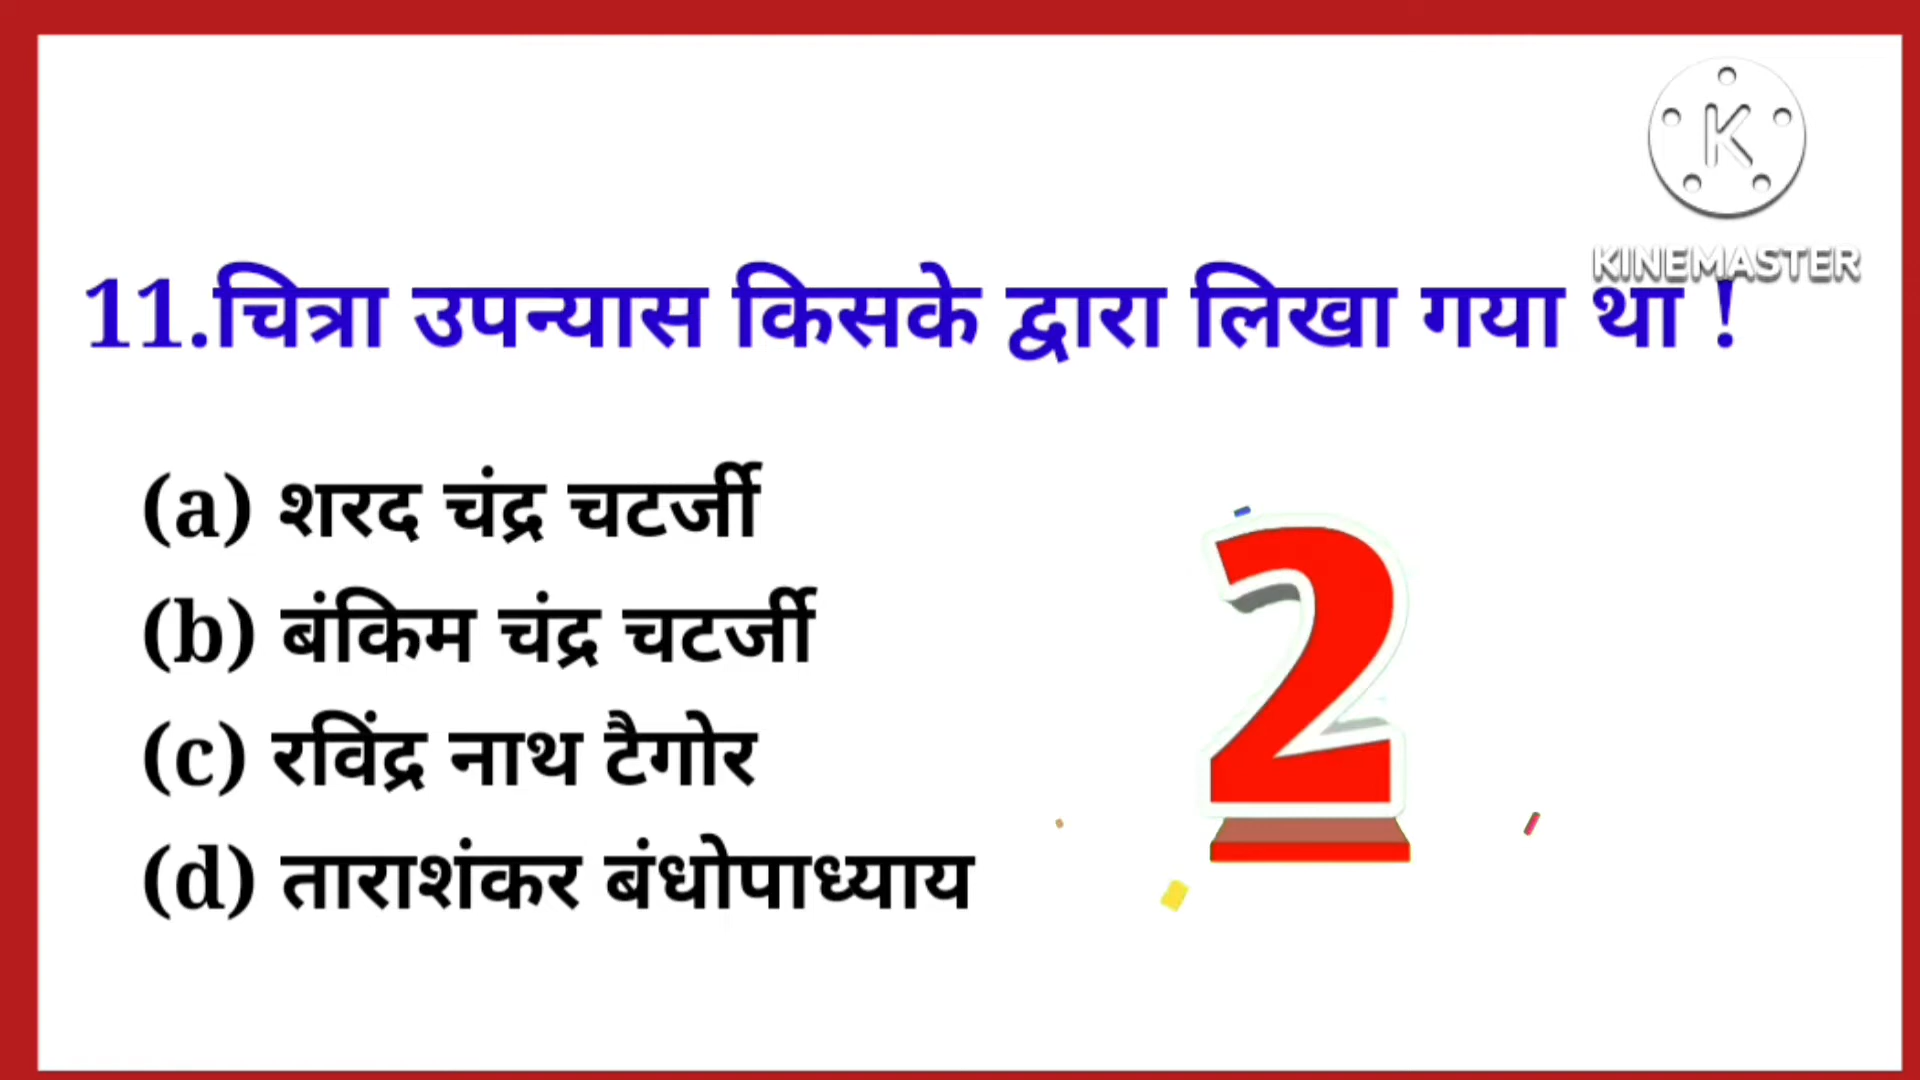 K
KINEMASTER
11.चित्रा उपन्यास किसके द्वारा लिखा गया था !
(a) शरद चंद्र चटर्जी
(b) बंकिम चंद्र चटर्जी
(c) रविंद्र नाथ टैगोर
(d) ताराशंकर बंधोपाध्याय
2